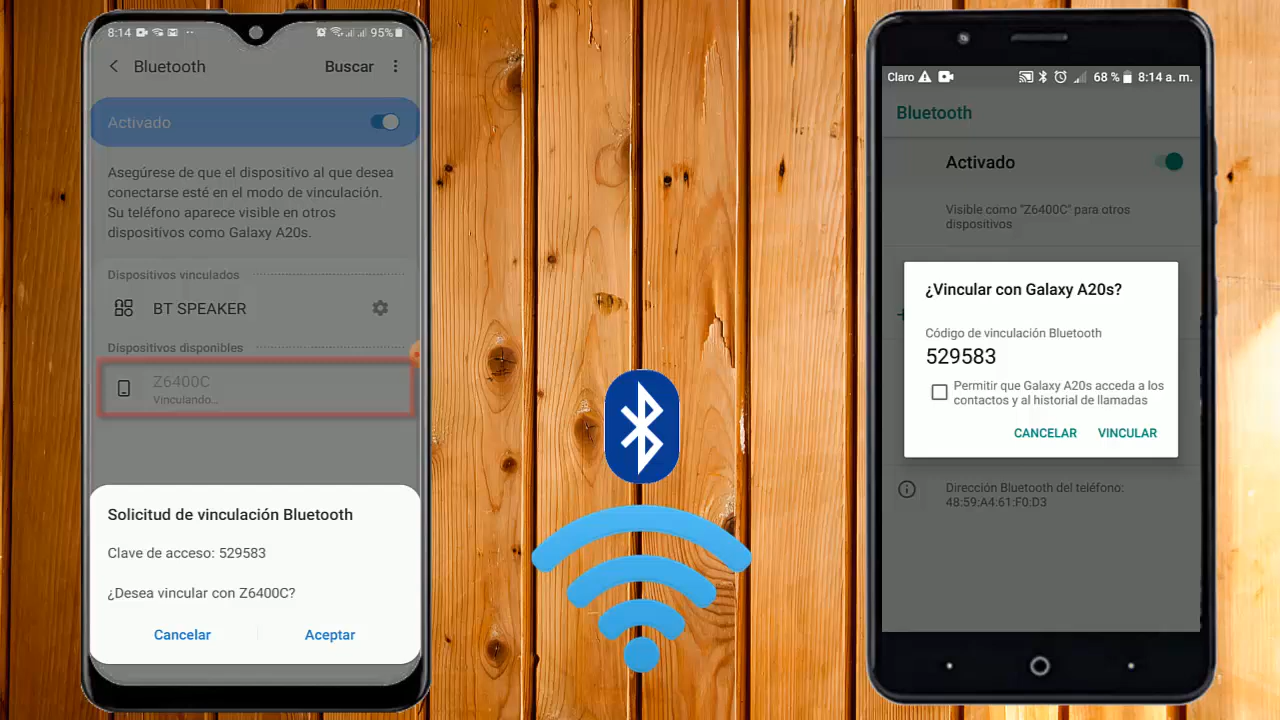 8:14
95%
Bluetooth
Buscar
Activado
Asegúrese de que el dispositivo al que desea
conectarse esté en el modo de vinculación.
Su teléfono aparece visible en otros
dispositivos como Galaxy A20s.
Dispositivos vinculados
BT SPEAKER
Dispositivos disponibles
Z6400C
Vinculando...
Solicitud de vinculación Bluetooth
Clave de acceso: 529583
¿Desea vincular con Z6400C?
Cancelar
Aceptar
Claro
68 %
8:14 a. m.
Bluetooth
Activado
Visible como "Z6400C" para otros
dispositivos
¿Vincular con Galaxy A20s?
Código de vinculación Bluetooth
529583
Permitir que Galaxy A20s acceda a los
contactos y al historial de llamadas
CANCELAR
VINCULAR
Dirección Bluetooth del teléfono:
48:59:A4:61:F0:D3